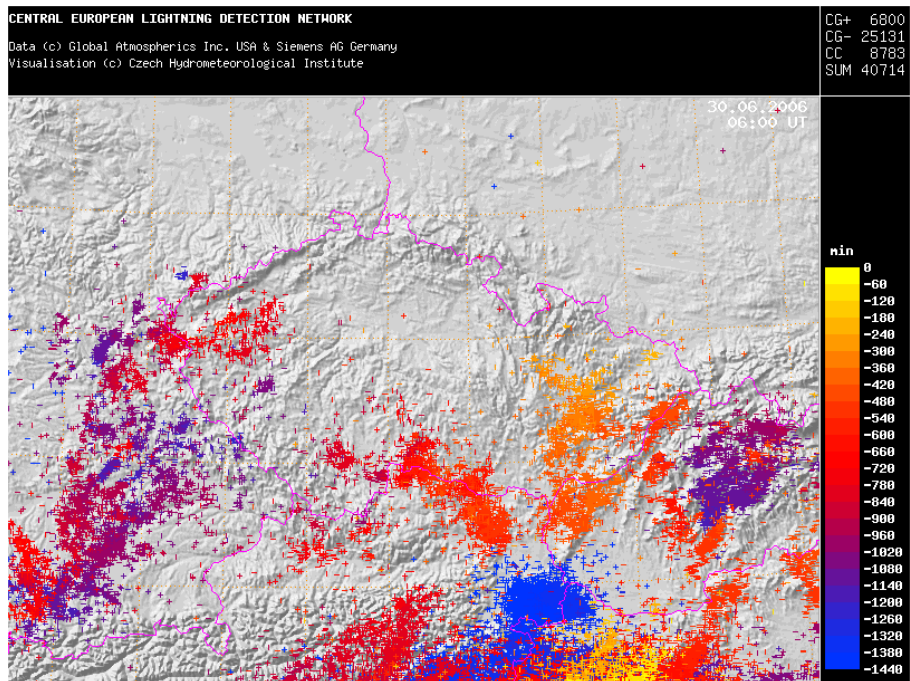 CENTRAL EUROPEAN LIGHTNING DETECTION NETWORK
Data (c) Global Atmospherics Inc. USA & Siemens AG Germany
Visualisation (c) Czech Hydrometeorological Institute
CG+ 6800
CG- 25131
CC 8783
SUM 40714
30.06.2006
06:00 UT
min
0
-60
-120
-180
-240
-300
-360
-420
-480
-540
-600
-660
-720
-780
-840
-900
-960
-1020
-1080
-1140
-1200
-1260
-1320
-1380
-1440